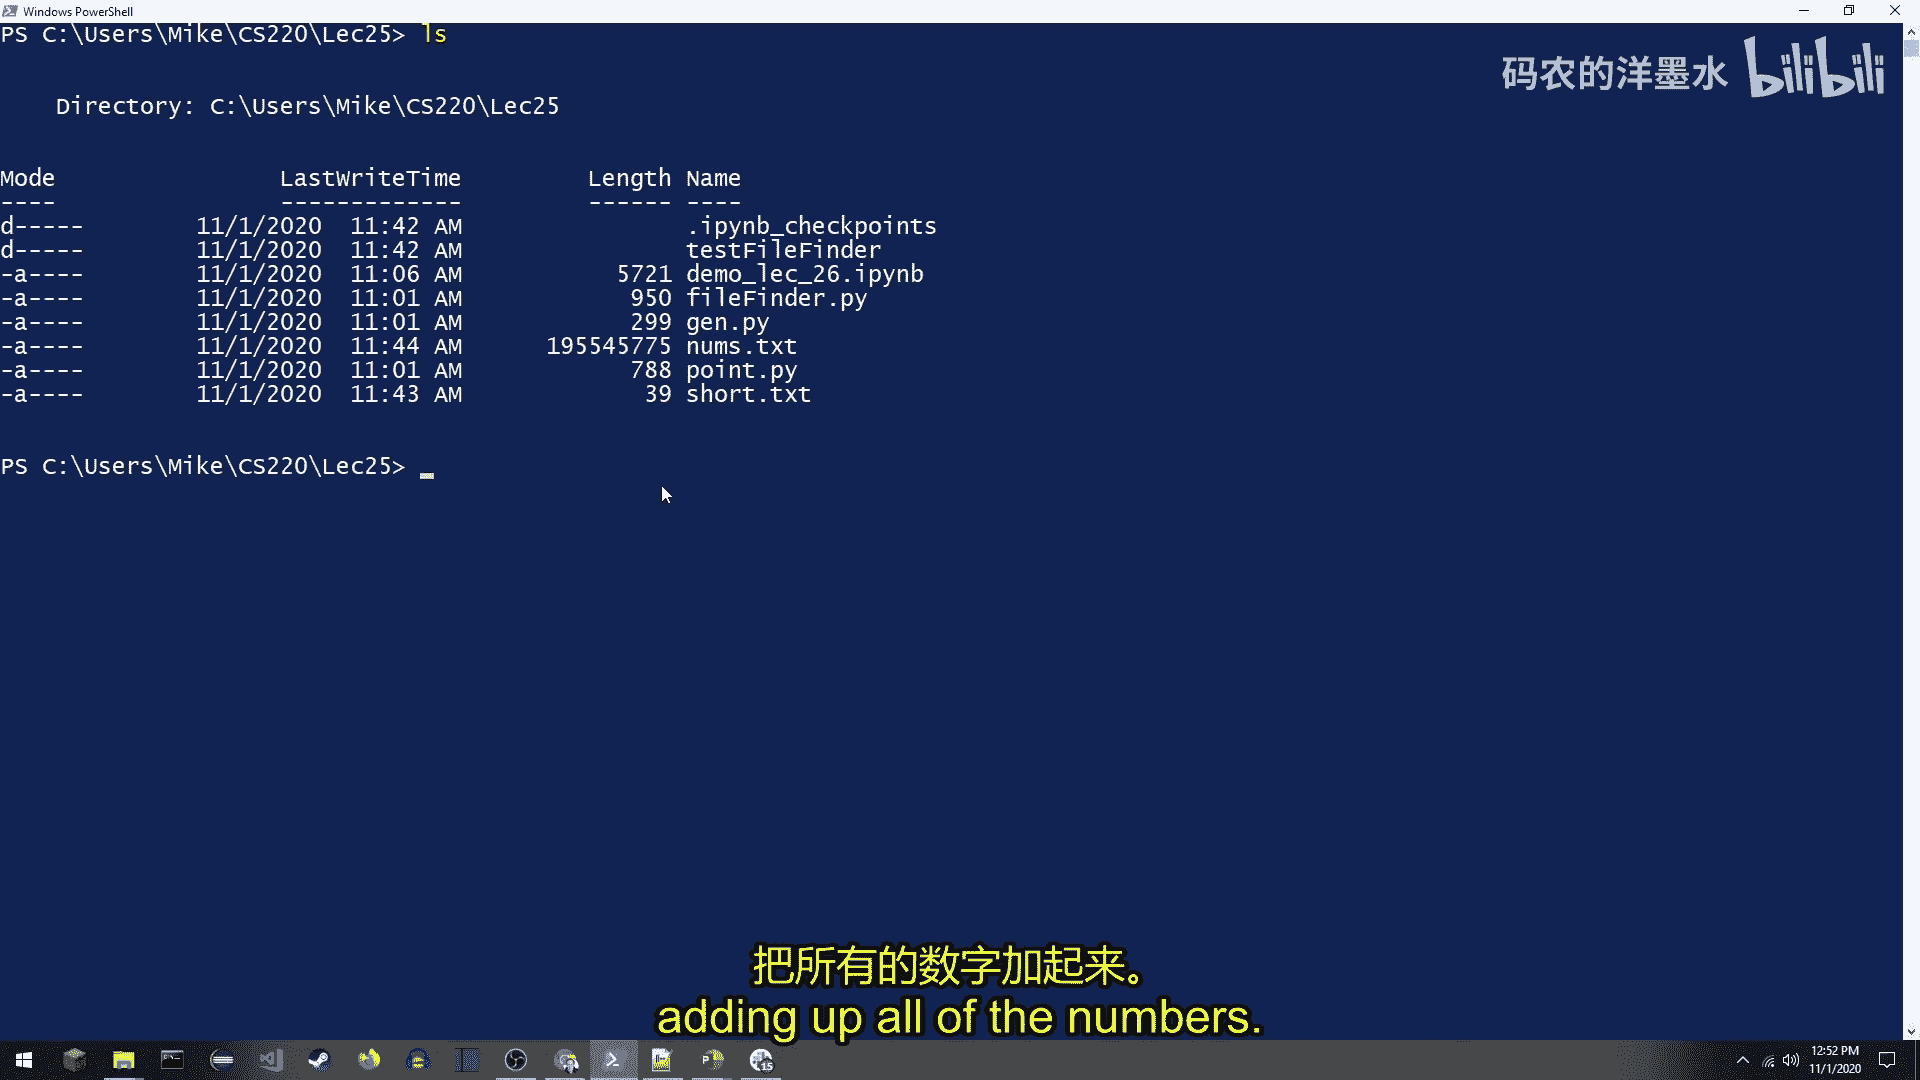 Windows PowerShell
PS C:\Users\Mike\CS220\Lec25> ls
码农的洋墨水 bilibili
Directory: C:\Users\Mike\CS220\Lec25
Mode LastWriteTime Length Name
---- ------------- ------ ----
d----- 11/1/2020 11:42 AM .ipynb_checkpoints
d----- 11/1/2020 11:42 AM testFileFinder
-a---- 11/1/2020 11:06 AM 5721 demo_lec_26.ipynb
-a---- 11/1/2020 11:01 AM 950 fileFinder.py
-a---- 11/1/2020 11:01 AM 299 gen.py
-a---- 11/1/2020 11:44 AM 195545775 nums.txt
-a---- 11/1/2020 11:01 AM 788 point.py
-a---- 11/1/2020 11:43 AM 39 short.txt
PS C:\Users\Mike\CS220\Lec25> _
把所有的数字加起来。
adding up all of the numbers.
15
12:52 PM
11/1/2020